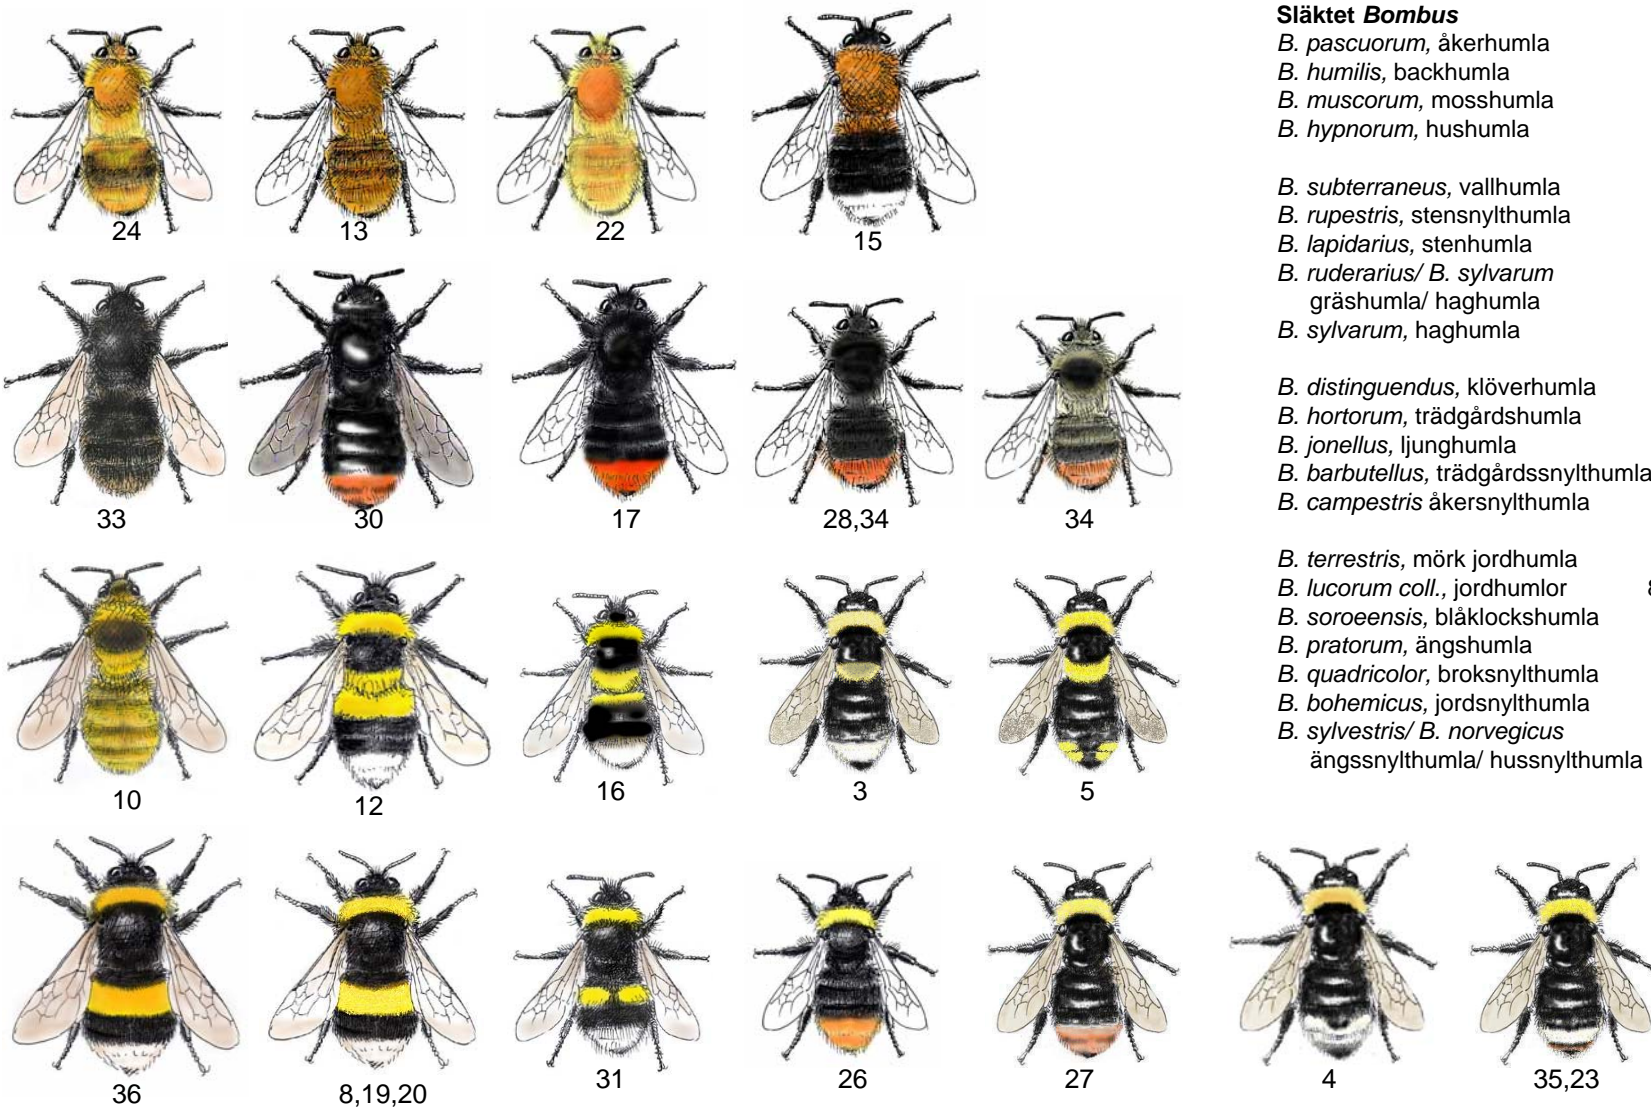 24 13 22 15
33 30 17 28,34 34
10 12 16 3 5
36 8,19,20 31 26 27 4 35,23
Släktet Bombus
B. pascuorum, åkerhumla
B. humilis, backhumla
B. muscorum, mosshumla
B. hypnorum, hushumla
B. subterraneus, vallhumla
B. rupestris, stensnylthumla
B. lapidarius, stenhumla
B. ruderarius/ B. sylvarum
gräshumla/ haghumla
B. sylvarum, haghumla
B. distinguendus, klöverhumla
B. hortorum, trädgårdshumla
B. jonellus, ljunghumla
B. barbutellus, trädgårdssnylthumla
B. campestris åkersnylthumla
B. terrestris, mörk jordhumla
B. lucorum coll., jordhumlor
B. soroeensis, blåklockshumla
B. pratorum, ängshumla
B. quadricolor, broksnylthumla
B. bohemicus, jordsnylthumla
B. sylvestris/ B. norvegicus
ängssnylthumla/ hussnylthumla